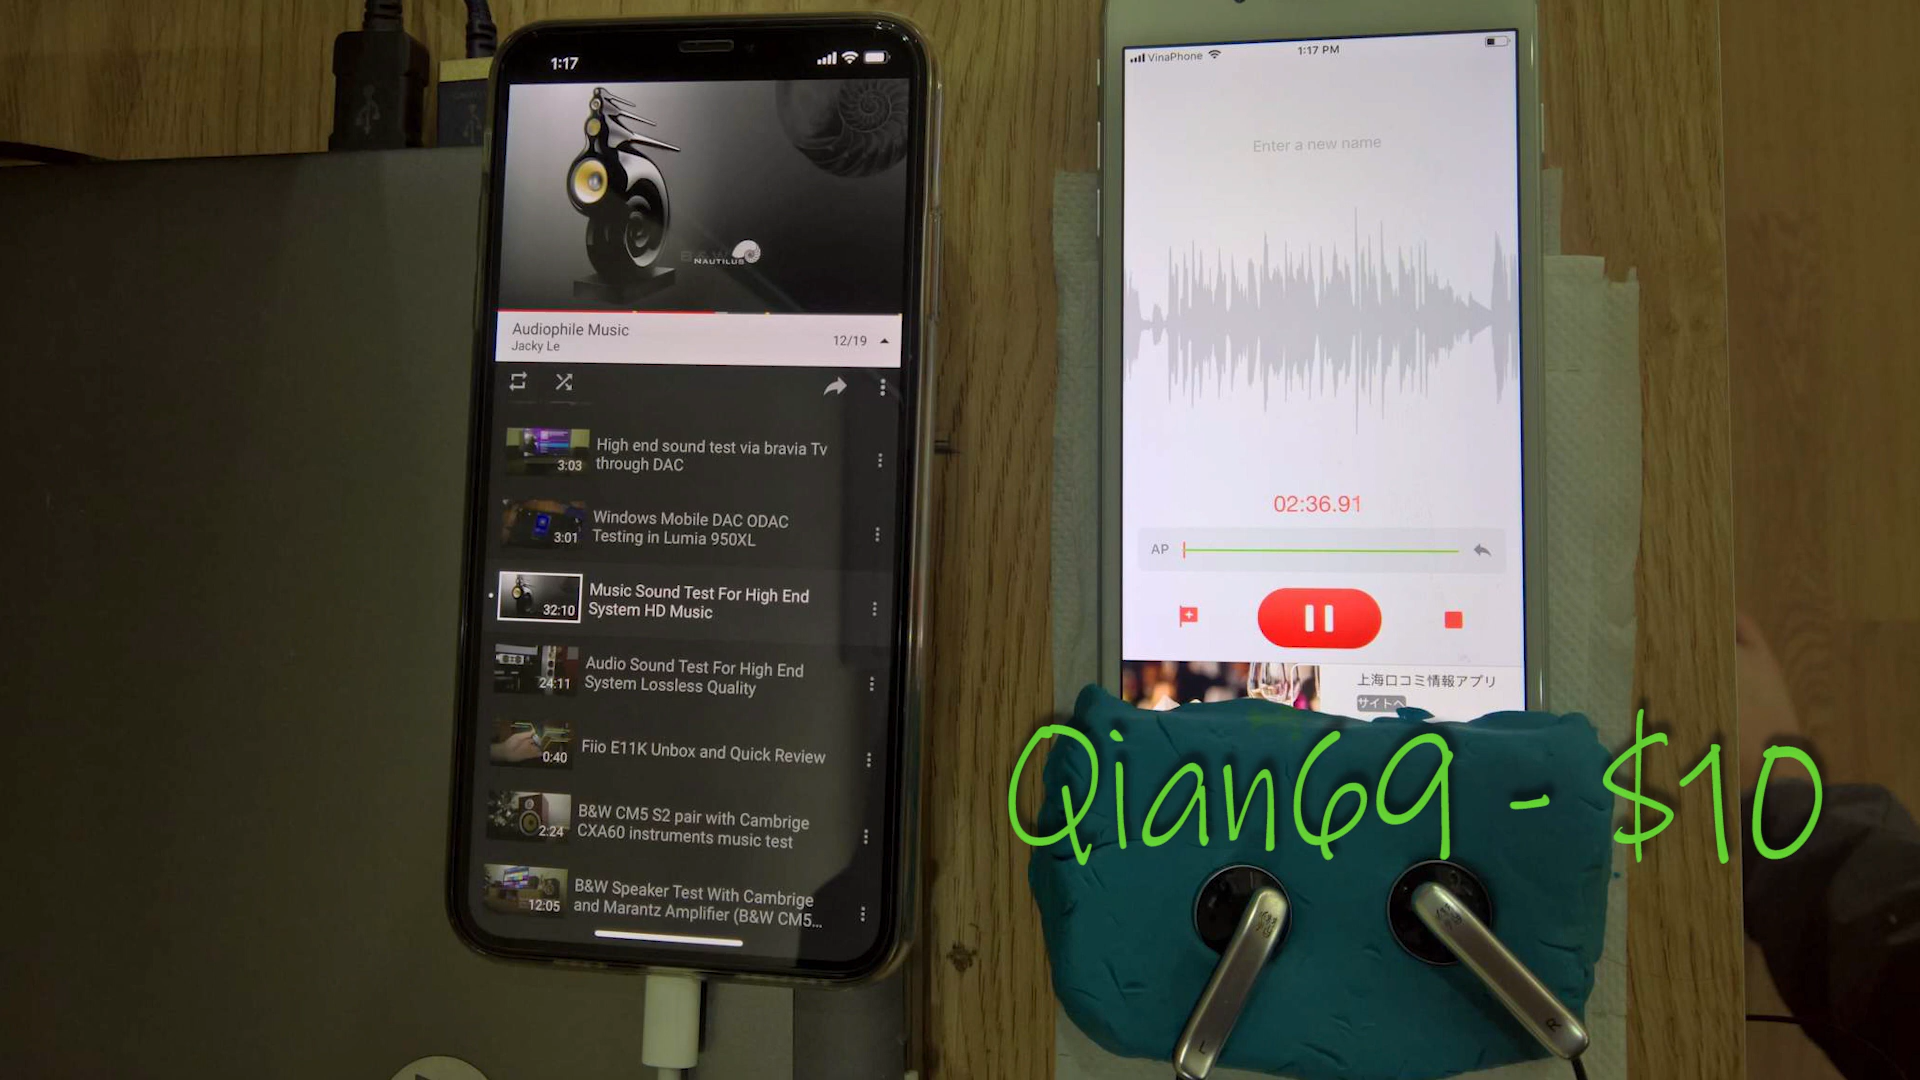 1:17
B&W
NAUTILUS
Audiophile Music
Jacky Le
12/19
High end sound test via bravia Tv
through DAC
3:03
Windows Mobile DAC ODAC
Testing in Lumia 950XL
3:01
Music Sound Test For High End
System HD Music
32:10
Audio Sound Test For High End
System Lossless Quality
24:11
Fiio E11K Unbox and Quick Review
0:40
B&W CM5 S2 pair with Cambrige
CXA60 instruments music test
2:24
B&W Speaker Test With Cambrige
and Marantz Amplifier (B&W CM5...
12:05
VinaPhone
1:17 PM
Enter a new name
02:36.91
AP
上海口コミ情報アプリ
サイトへ
Qian69 - $10
L
R